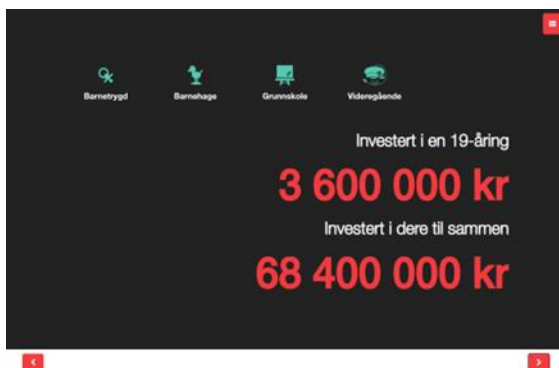 Barnetrygd Barnehage Grunnskole Videregående
Investert i en 19-åring
3 600 000 kr
Investert i dere til sammen
68 400 000 kr